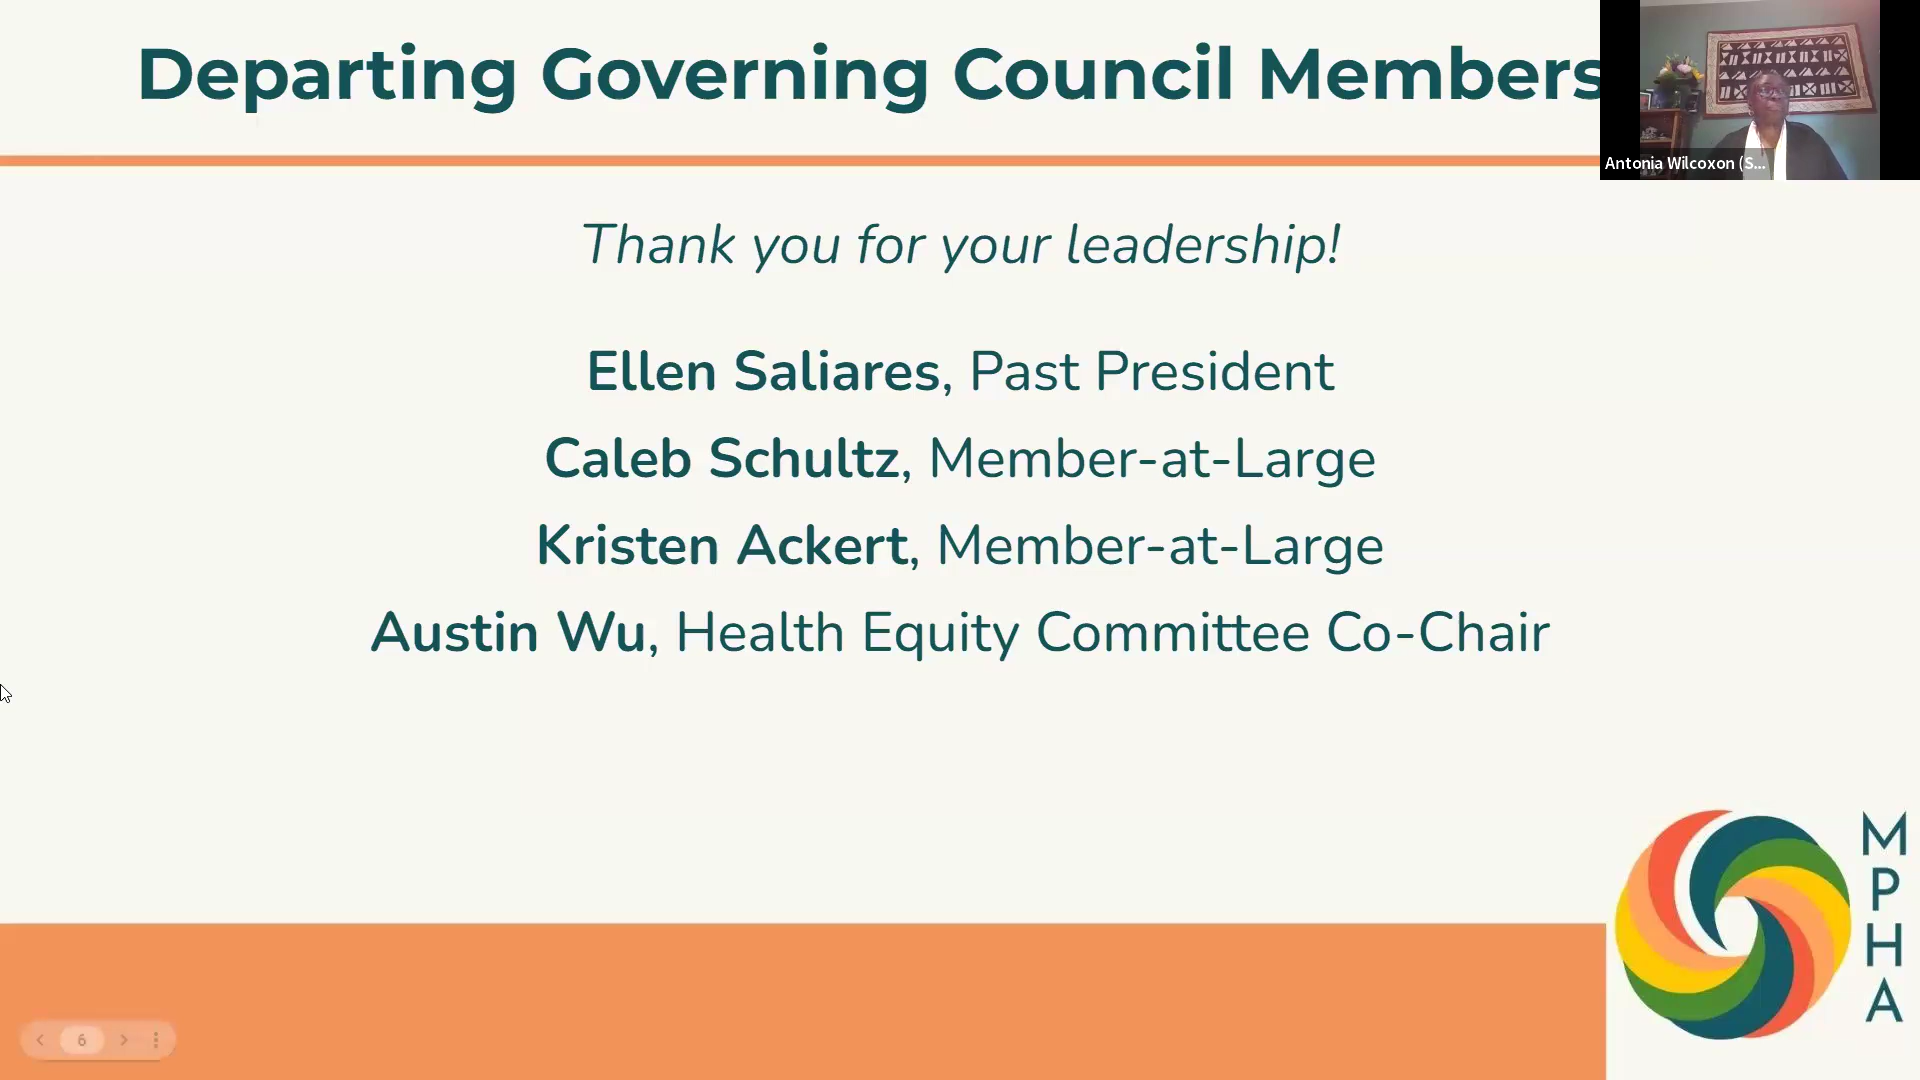 Departing Governing Council Members
Antonia Wilcoxon (S...
Thank you for your leadership!
Ellen Saliares, Past President
Caleb Schultz, Member-at-Large
Kristen Ackert, Member-at-Large
Austin Wu, Health Equity Committee Co-Chair
M
P
H
A
6